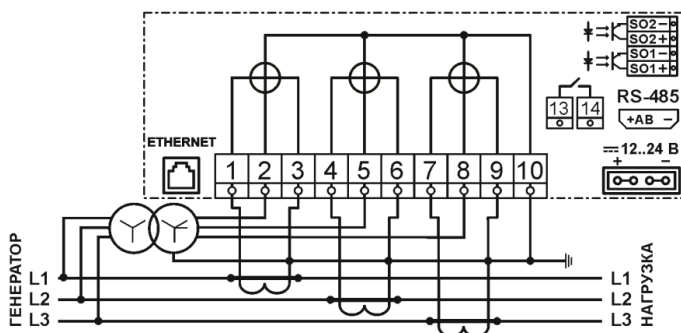 SO2−
SO2+
SO1−
SO1+
13 14
RS-485
+AB −
ETHERNET
12..24 В
+ −
1 2 3 4 5 6 7 8 9 10
ГЕНЕРАТОР
L1 L1
L2 L2
L3 L3
НАГРУЗКА